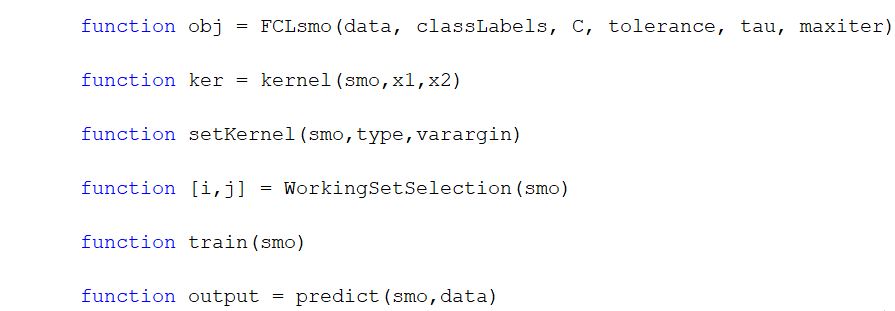 function obj = FCLsmo(data, classLabels, C, tolerance, tau, maxiter)
function ker = kernel(smo,x1,x2)
function setKernel(smo,type,varargin)
function [i,j] = WorkingSetSelection(smo)
function train(smo)
function output = predict(smo,data)